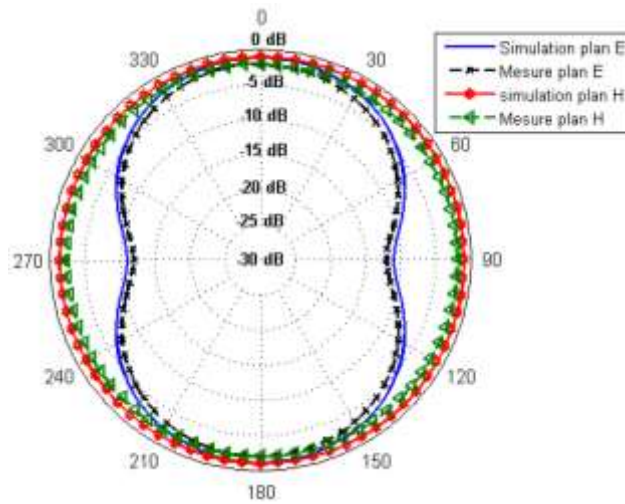 0
0 dB
330
30
-5 dB
-10 dB
300
60
-15 dB
-20 dB
-25 dB
270
-30 dB
90
240
120
210
150
180
Simulation plan E
Mesure plan E
simulation plan H
Mesure plan H